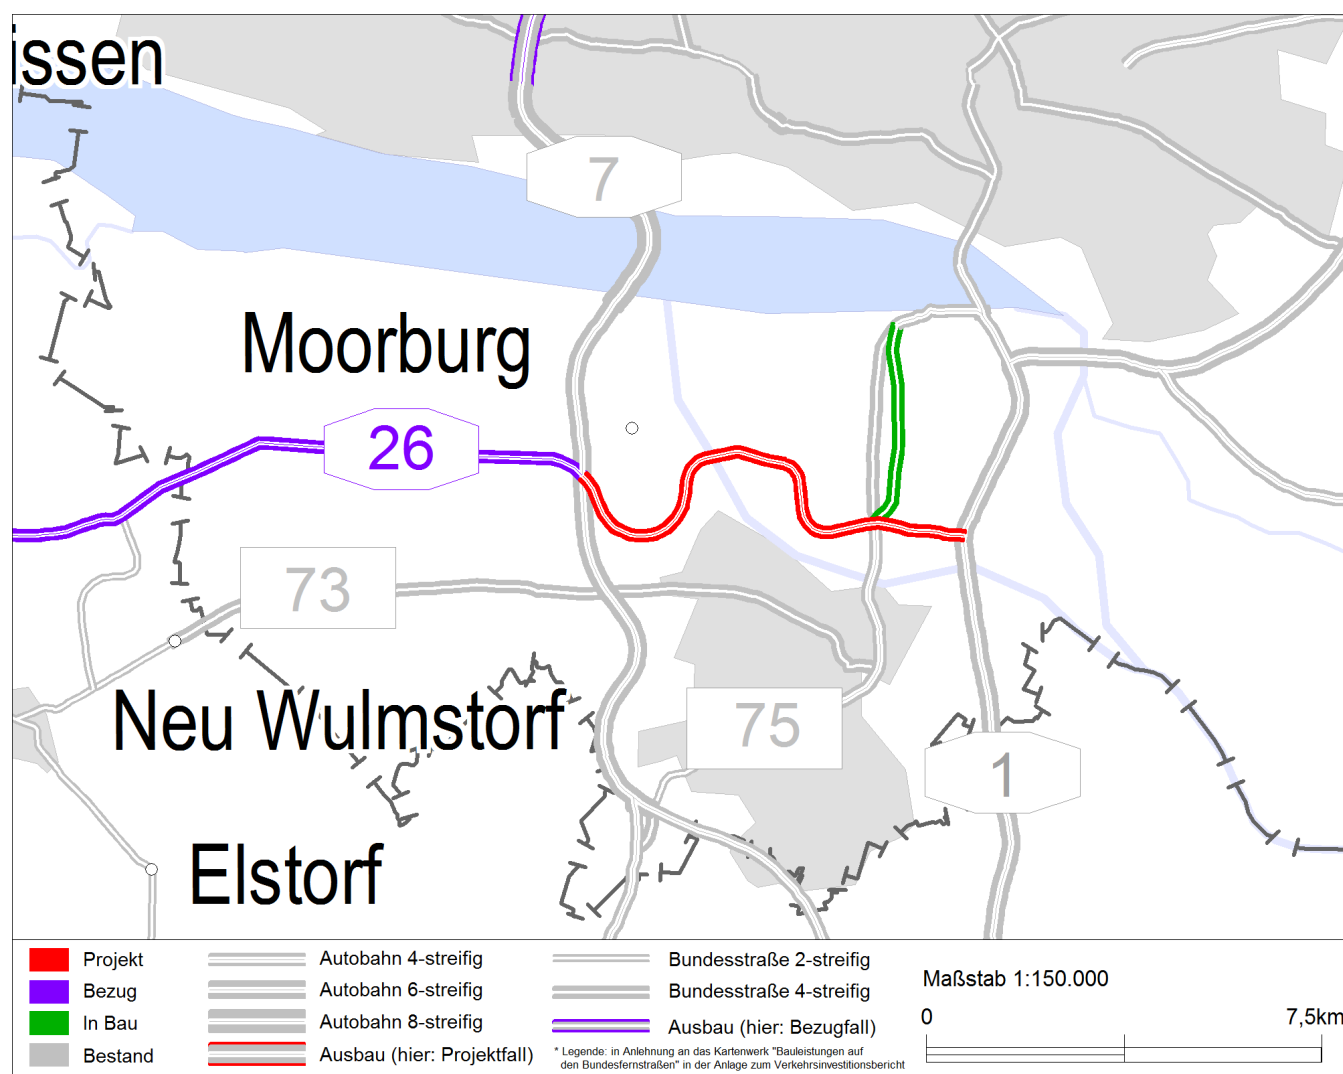 issen
7
Moorburg
26
73
Neu Wulmstorf
75
1
Elstorf
Projekt
Bezug
In Bau
Bestand
Autobahn 4-streifig
Autobahn 6-streifig
Autobahn 8-streifig
Ausbau (hier: Projektfall)
Bundesstraße 2-streifig
Bundesstraße 4-streifig
Ausbau (hier: Bezugfall)
* Legende: in Anlehnung an das Kartenwerk "Bauleistungen auf
den Bundesfernstraßen" in der Anlage zum Verkehrsinvestitionsbericht
Maßstab 1:150.000
0 7,5km